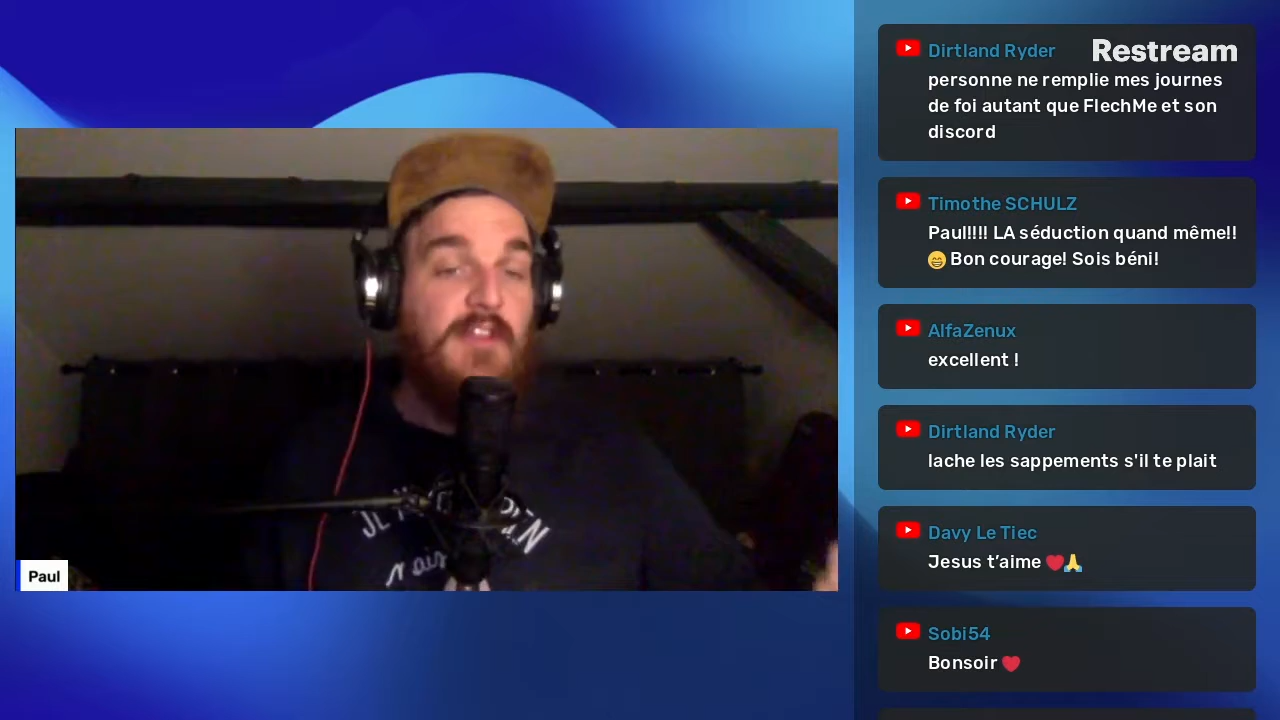 Restream
Dirtland Ryder
personne ne remplie mes journes
de foi autant que FlechMe et son
discord
Timothe SCHULZ
Paul!!!! LA séduction quand même!!
😁 Bon courage! Sois béni!
AlfaZenux
excellent !
Dirtland Ryder
lache les sappements s'il te plait
Davy Le Tiec
Jesus t’aime ❤️🙏
Sobi54
Bonsoir ❤️
Paul